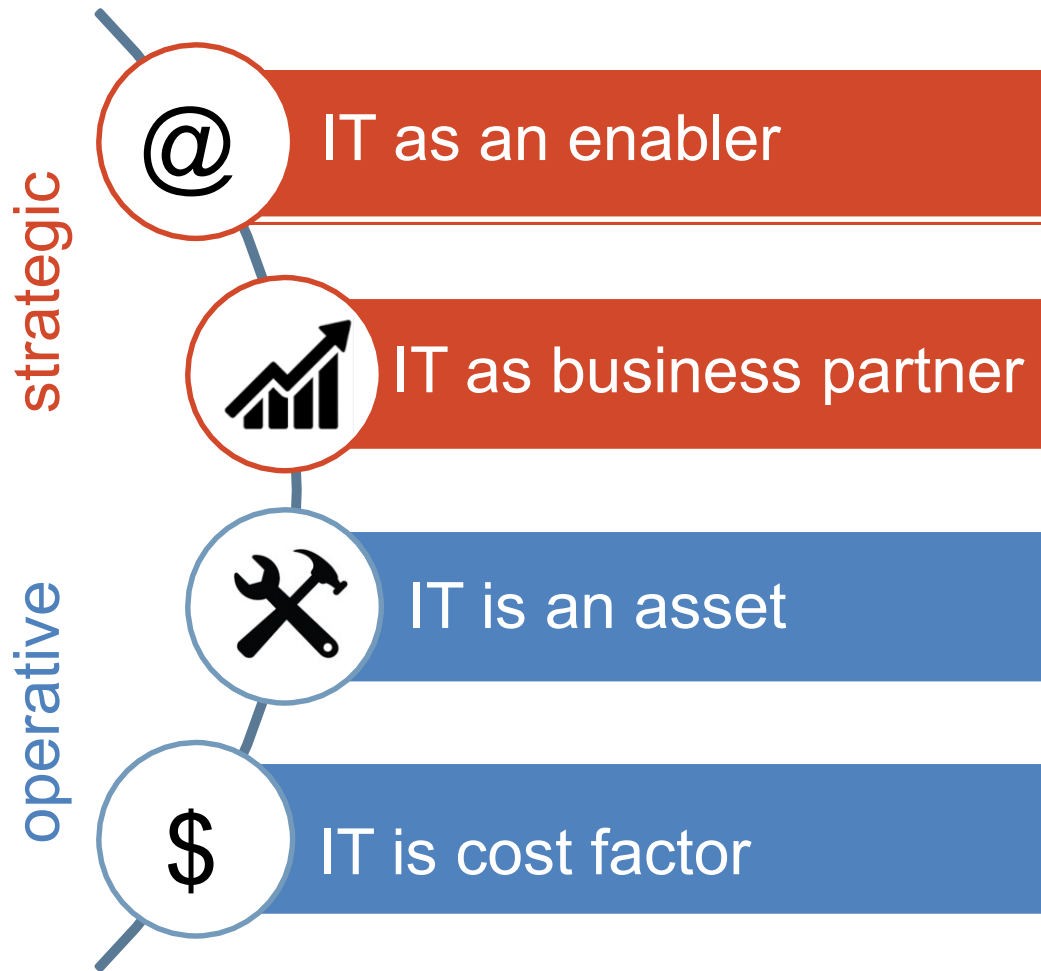 strategic
@
IT as an enabler
IT as business partner
operative
IT is an asset
$
IT is cost factor